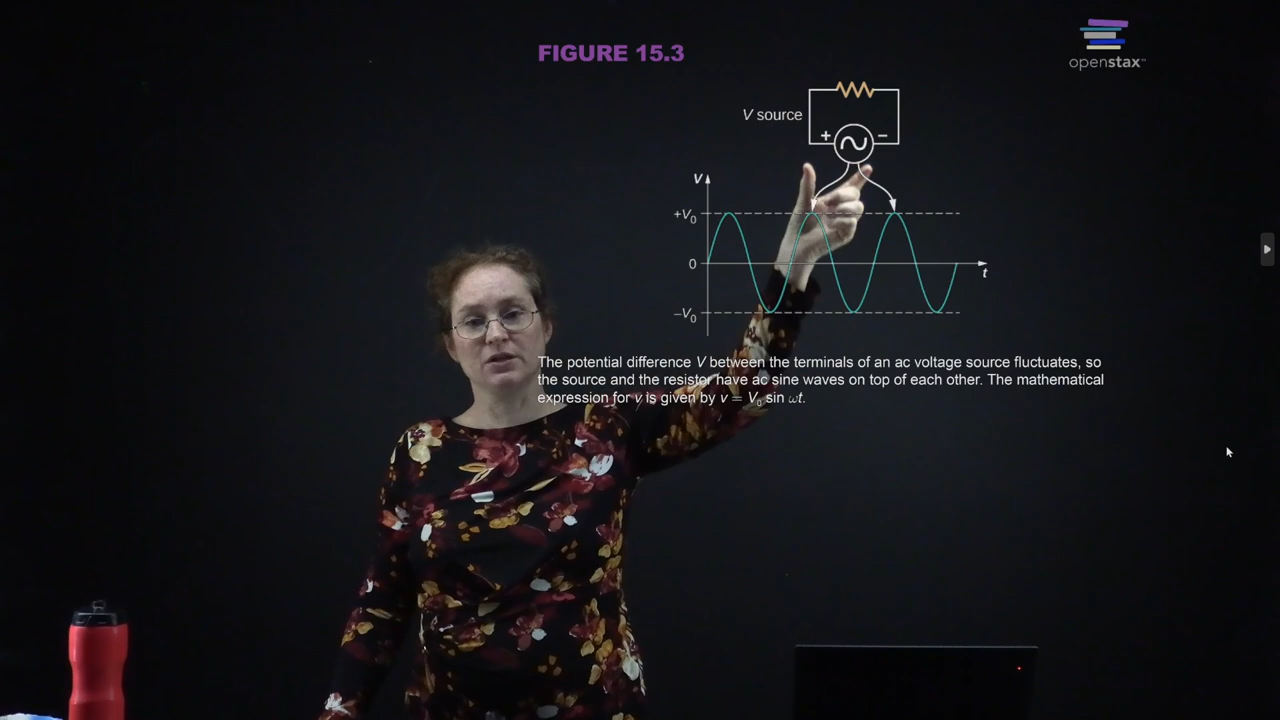 FIGURE 15.3
openstax™
V source
+ −
V
+V₀
0
t
−V₀
The potential difference V between the terminals of an ac voltage source fluctuates, so
the source and the resistor have ac sine waves on top of each other. The mathematical
expression for v is given by v = V₀ sin ωt.